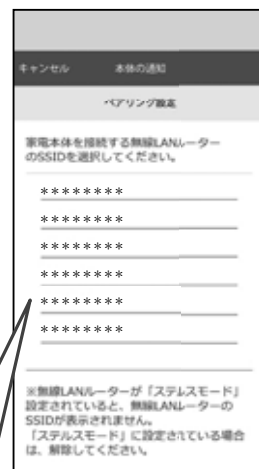 キャンセル 本体の通知
ペアリング設定
家電本体を接続する無線LANルーター
のSSIDを選択してください。
********
********
********
********
********
********
※無線LANルーターが「ステルスモード」
設定されていると、無線LANルーターの
SSIDが表示されません。
「ステルスモード」に設定されている場合
は、解除してください。